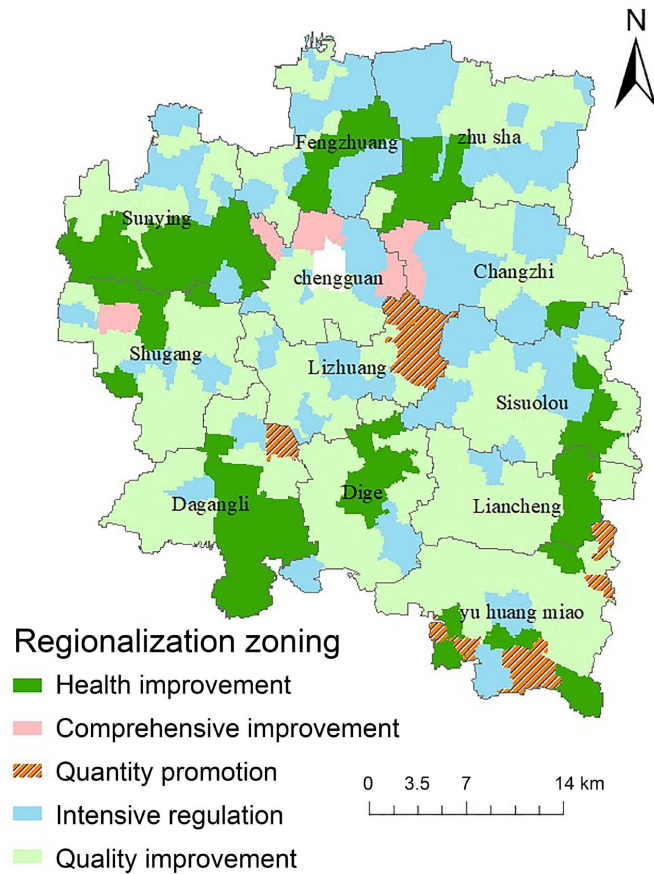 N
Fengzhuang
zhu sha
Sunying
chengguan
Changzhi
Shugang
Lizhuang
Sisuolou
Dagangli
Dige
Liancheng
yu huang miao
Regionalization zoning
Health improvement
Comprehensive improvement
Quantity promotion
0 3.5 7 14 km
Intensive regulation
Quality improvement